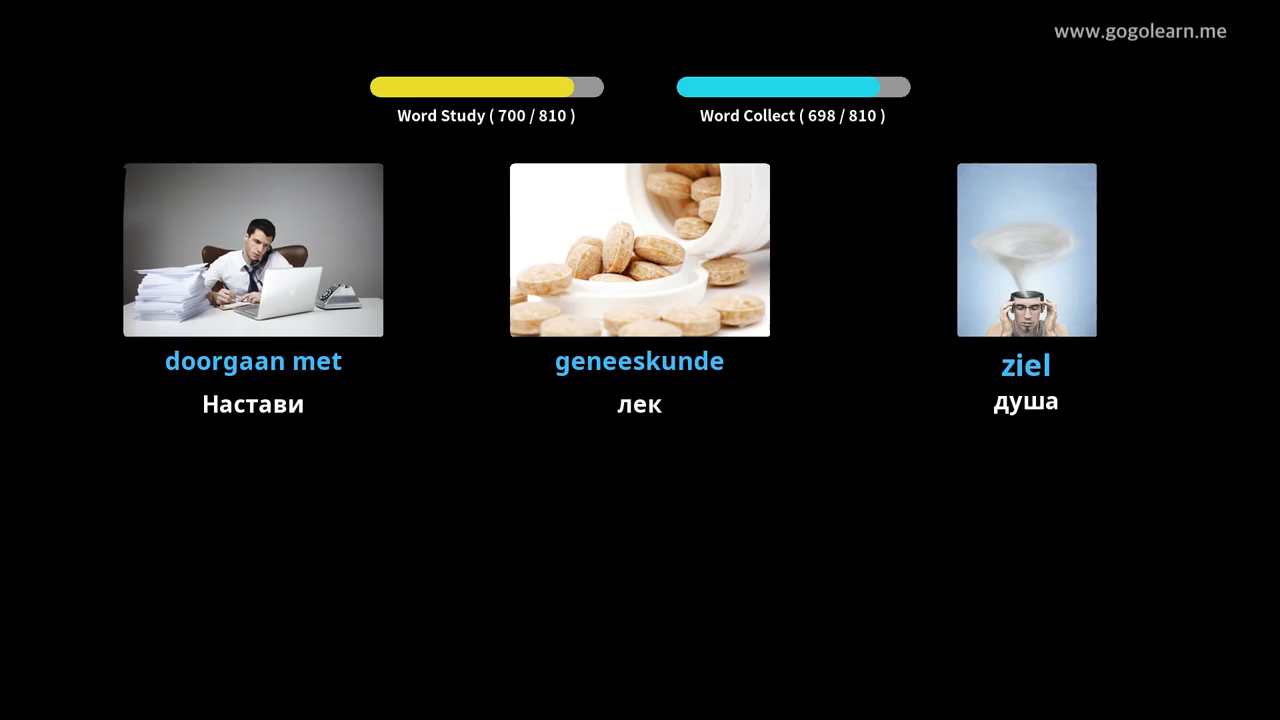 www.gogolearn.me
Word Study ( 700 / 810 )
Word Collect ( 698 / 810 )
doorgaan met
geneeskunde
ziel
Настави
лек
душа